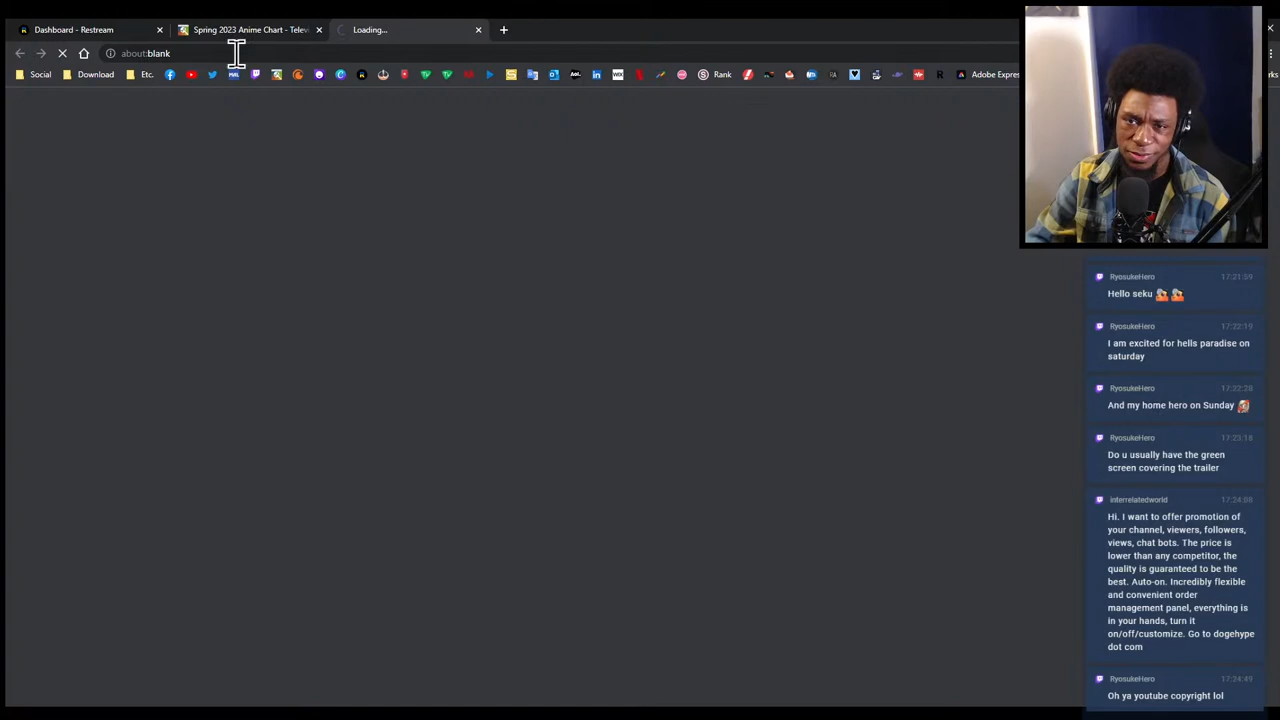 Dashboard - Restream
Spring 2023 Anime Chart - Telev
Loading...
about:blank
Social
Download
Etc.
MAL
AoL
WIX
Rank
Adobe Expres
rks
RyosukeHero 17:21:59
Hello seku
RyosukeHero 17:22:19
I am excited for hells paradise on
saturday
RyosukeHero 17:22:28
And my home hero on Sunday
RyosukeHero 17:23:18
Do u usually have the green
screen covering the trailer
interrelatedworld 17:24:08
Hi. I want to offer promotion of
your channel, viewers, followers,
views, chat bots. The price is
lower than any competitor, the
quality is guaranteed to be the
best. Auto-on. Incredibly flexible
and convenient order
management panel, everything is
in your hands, turn it
on/off/customize. Go to dogehype
dot com
RyosukeHero 17:24:49
Oh ya youtube copyright lol